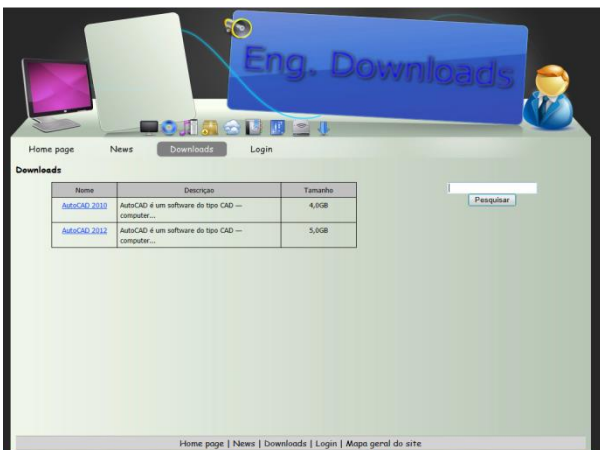 Eng. Downloads
Home page News Downloads Login
Downloads
Nome Descriçao Tamanho
AutoCAD 2010 AutoCAD é um software do tipo CAD — 4,0GB
computer...
AutoCAD 2012 AutoCAD é um software do tipo CAD — 5,0GB
computer...
Pesquisar
Home page | News | Downloads | Login | Mapa geral do site